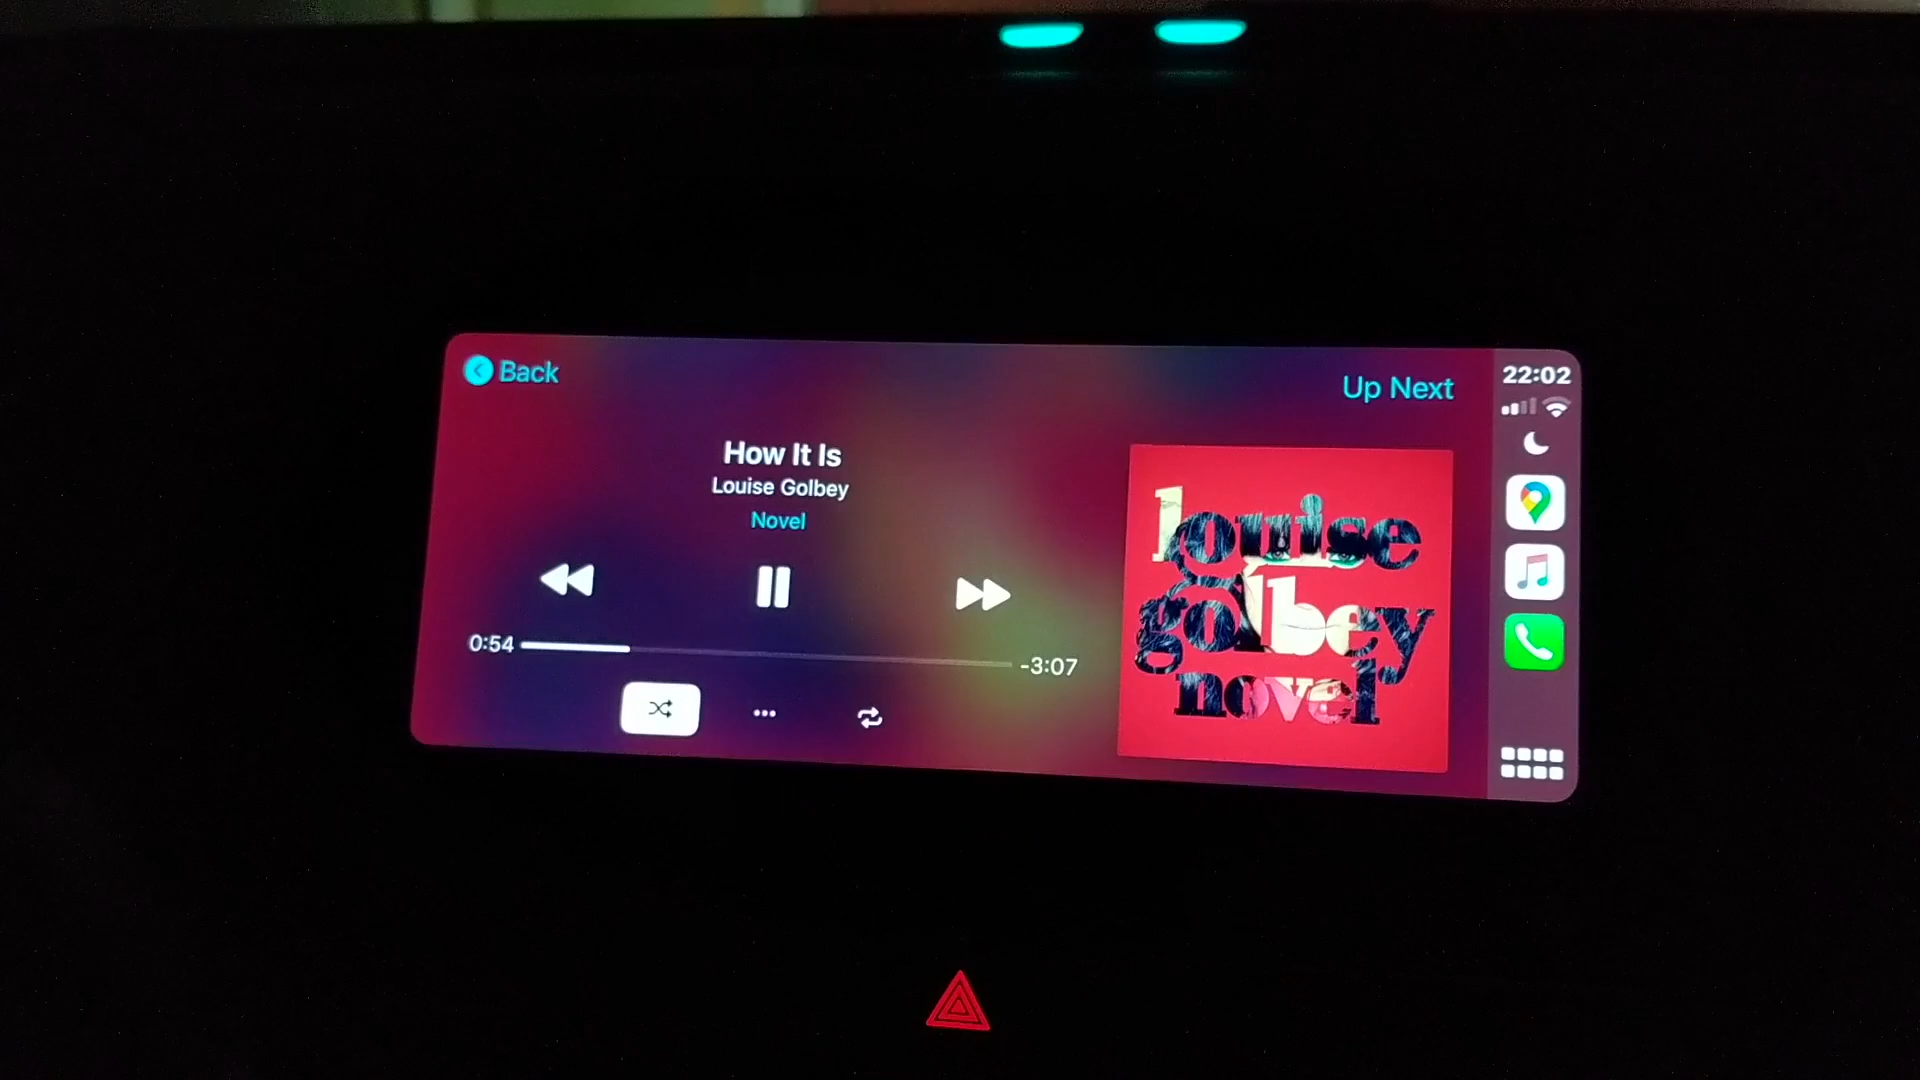 Back
Up Next
22:02
How It Is
Louise Golbey
Novel
0:54
-3:07
louise
golbey
novel